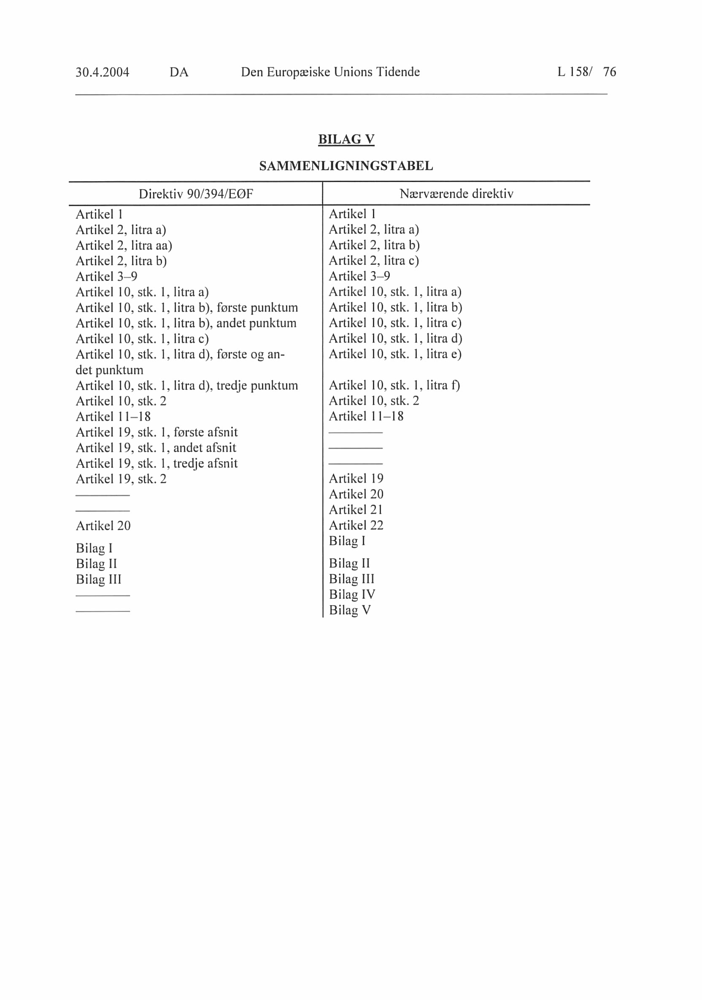 30.4.2004 DA Den Europæiske Unions Tidende L 158/ 76
BILAG V
SAMMENLIGNINGSTABEL
Direktiv 90/394/EØF Nærværende direktiv
Artikel 1 Artikel 1
Artikel 2, litra a) Artikel 2, litra a)
Artikel 2, litra aa) Artikel 2, litra b)
Artikel 2, litra b) Artikel 2, litra c)
Artikel 3–9 Artikel 3–9
Artikel 10, stk. 1, litra a) Artikel 10, stk. 1, litra a)
Artikel 10, stk. 1, litra b), første punktum Artikel 10, stk. 1, litra b)
Artikel 10, stk. 1, litra b), andet punktum Artikel 10, stk. 1, litra c)
Artikel 10, stk. 1, litra c) Artikel 10, stk. 1, litra d)
Artikel 10, stk. 1, litra d), første og an- Artikel 10, stk. 1, litra e)
det punktum
Artikel 10, stk. 1, litra d), tredje punktum Artikel 10, stk. 1, litra f)
Artikel 10, stk. 2 Artikel 10, stk. 2
Artikel 11–18 Artikel 11–18
Artikel 19, stk. 1, første afsnit
Artikel 19, stk. 1, andet afsnit
Artikel 19, stk. 1, tredje afsnit
Artikel 19, stk. 2 Artikel 19
Artikel 20
Artikel 21
Artikel 20 Artikel 22
Bilag I Bilag I
Bilag II Bilag II
Bilag III Bilag III
Bilag IV
Bilag V